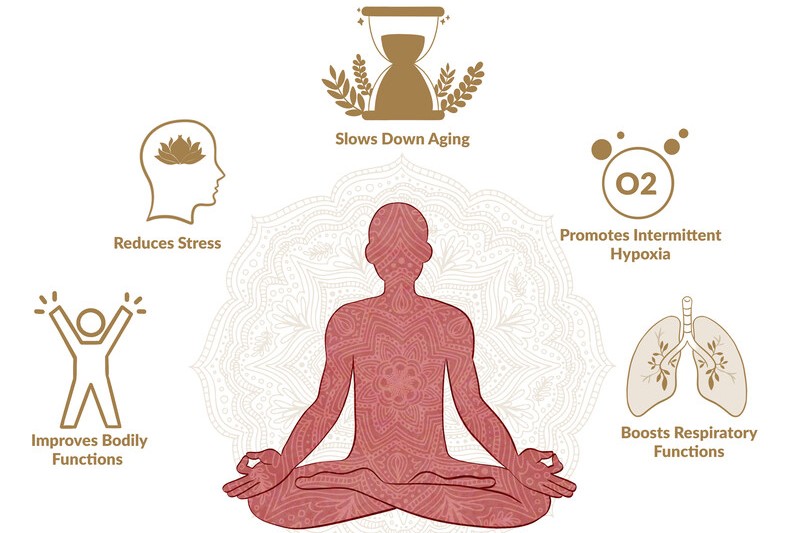 Slows Down Aging
Reduces Stress
O2
Promotes Intermittent
Hypoxia
Improves Bodily
Functions
Boosts Respiratory
Functions